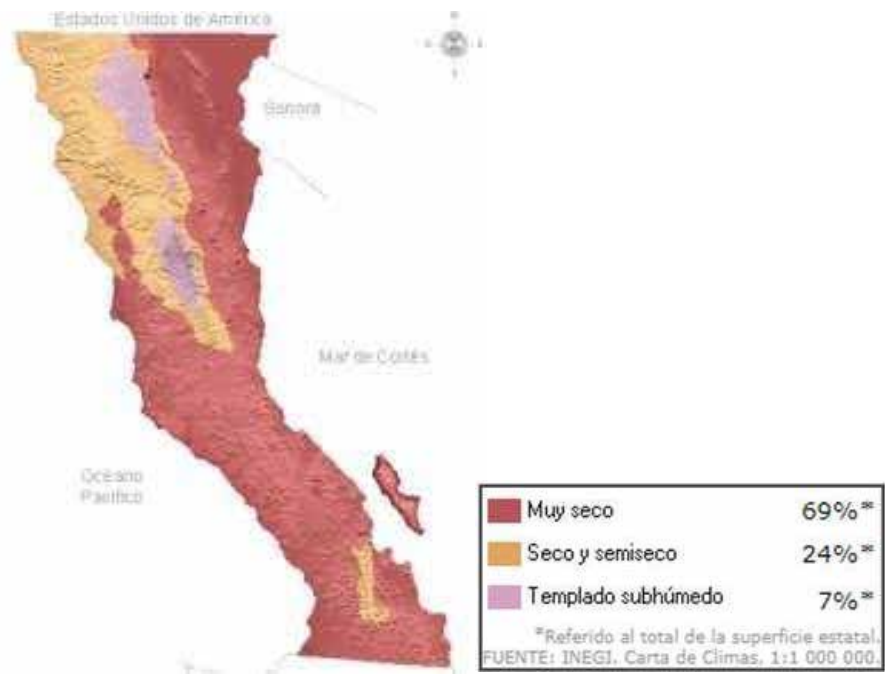 Estados Unidos de América
Sonora
Mar de Cortés
Océano
Pacífico
Muy seco 69%*
Seco y semiseco 24%*
Templado subhúmedo 7%*
*Referido al total de la superficie estatal.
FUENTE: INEGI. Carta de Climas, 1:1 000 000.